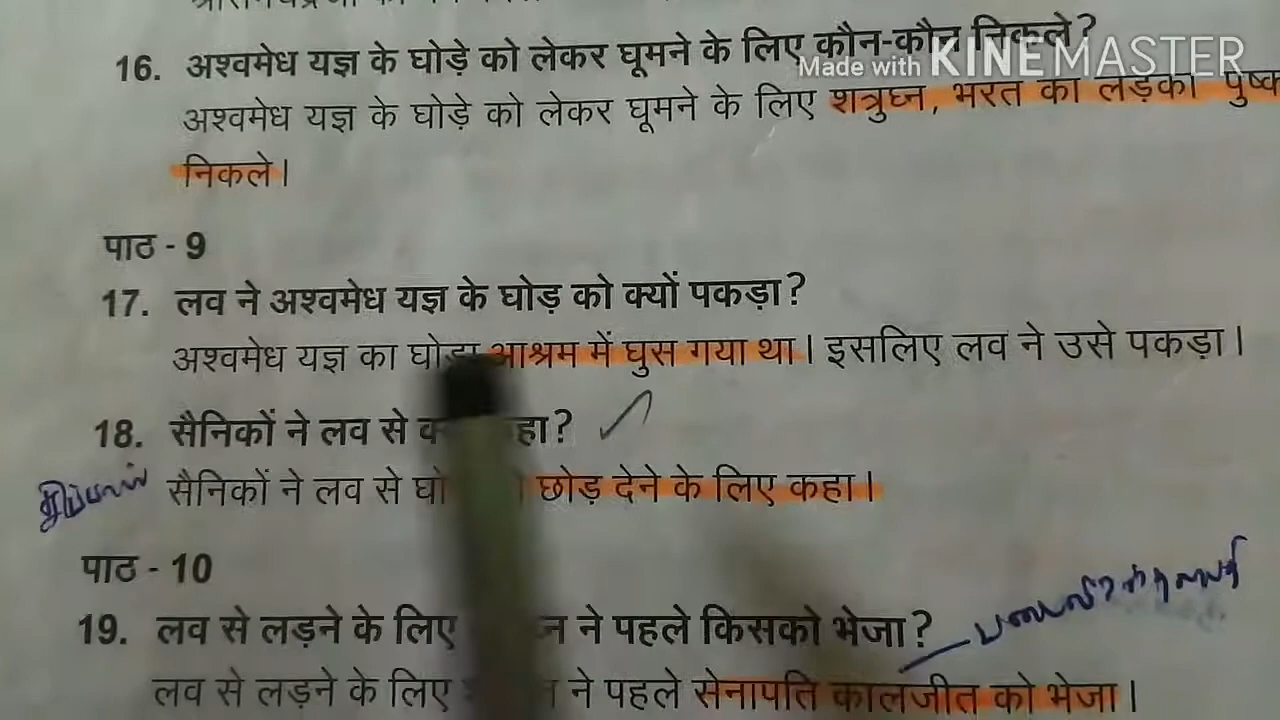 16. अश्वमेध यज्ञ के घोड़े को लेकर घूमने के लिए कौन-कौन निकले?
Made with KINEMASTER
अश्वमेध यज्ञ के घोड़े को लेकर घूमने के लिए शत्रुघ्न, भरत का लड़का पुष्क
निकले।
पाठ - 9
17. लव ने अश्वमेध यज्ञ के घोड़ को क्यों पकड़ा?
अश्वमेध यज्ञ का घोड़ा आश्रम में घुस गया था। इसलिए लव ने उसे पकड़ा।
18. सैनिकों ने लव से हा?
सैनिकों ने लव से घो छोड़ देने के लिए कहा।
पाठ - 10
19. लव से लड़ने के लिए न ने पहले किसको भेजा?
लव से लड़ने के लिए ने पहले सेनापति कालजीत को भेजा।